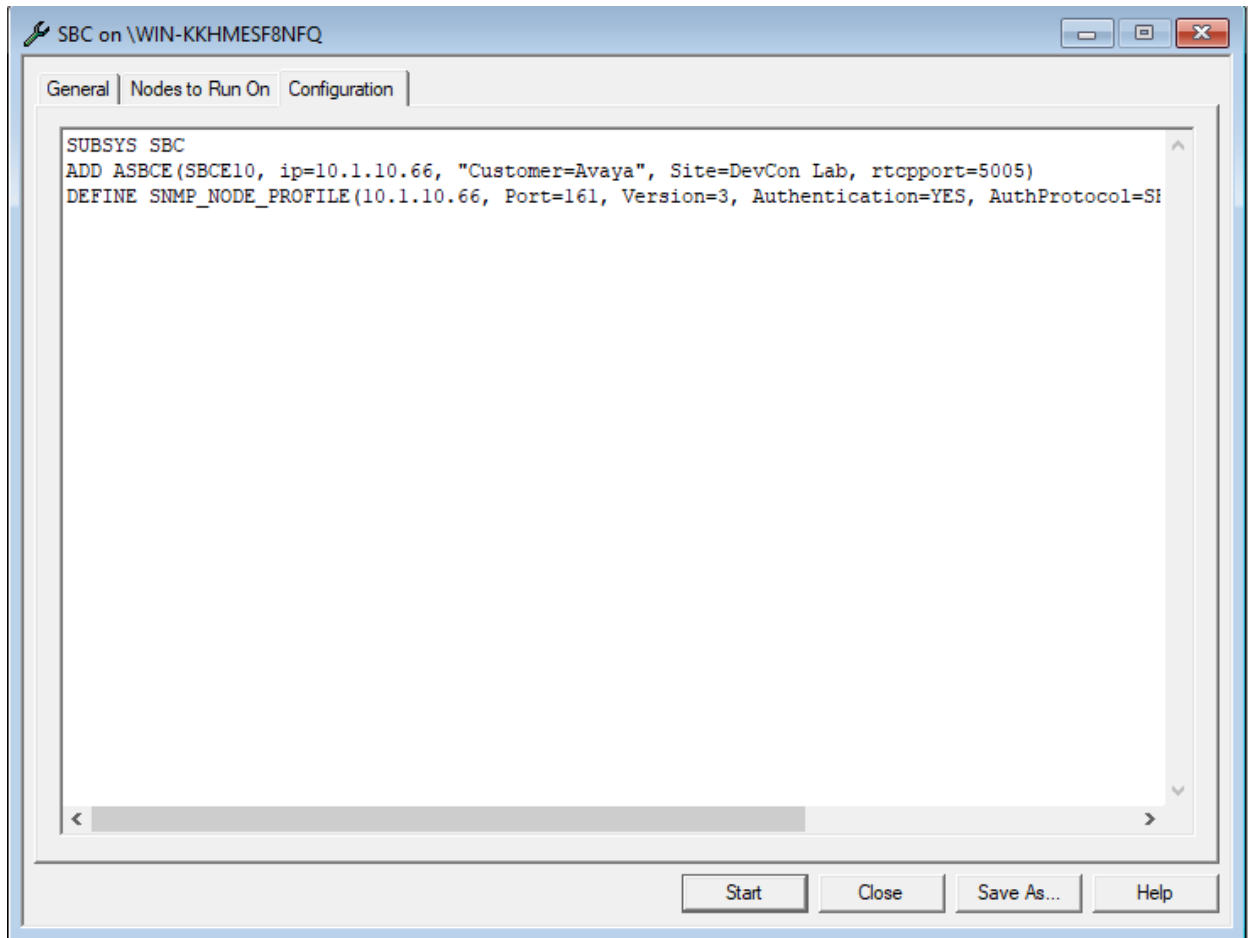 SBC on \WIN-KKHMESF8NFQ
General Nodes to Run On Configuration
SUBSYS SBC
ADD ASBCE(SBCE10, ip=10.1.10.66, "Customer=Avaya", Site=DevCon Lab, rtcpport=5005)
DEFINE SNMP_NODE_PROFILE(10.1.10.66, Port=161, Version=3, Authentication=YES, AuthProtocol=
Start Close Save As... Help